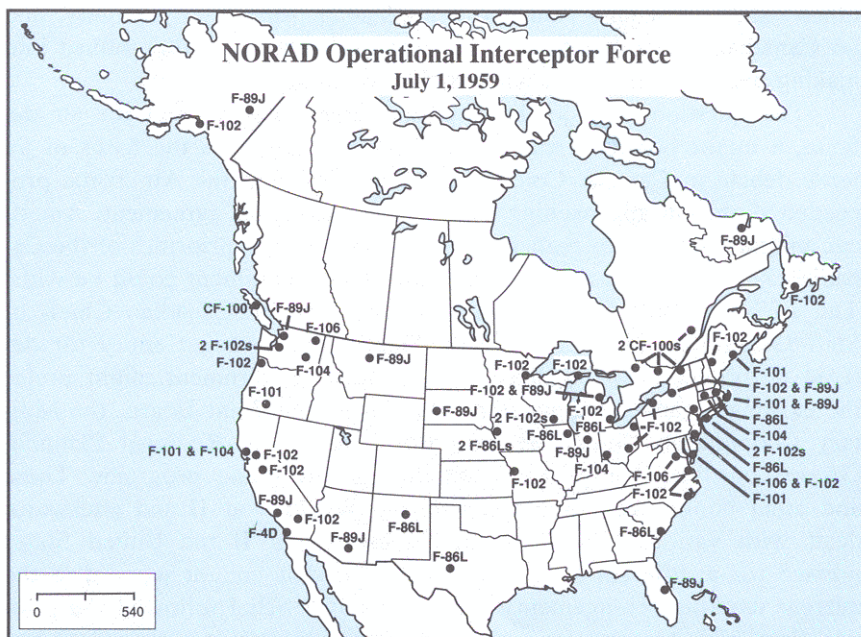 NORAD Operational Interceptor Force
July 1, 1959
F-89J
F-102
F-89J
F-102
CF-100
F-89J
F-106
2 F-102s
F-102
F-104
F-89J
F-101
F-89J
2 CF-100s
F-102
F-102
F-102
F-101
F-102 & F-89J
F-102 & F89J
F-101 & F-89J
F-102
F-86L
2 F-102s
F86L
F-102
F-104
F-86L
2 F-86Ls
2 F-102s
F-89J
F-86L
F-101 & F-104
F-102
F-104
F-106
F-106 & F-102
F-102
F-102
F-102
F-101
F-89J
F-102
F-86L
F-86L
F-4D
F-89J
F-86L
F-89J
0
540